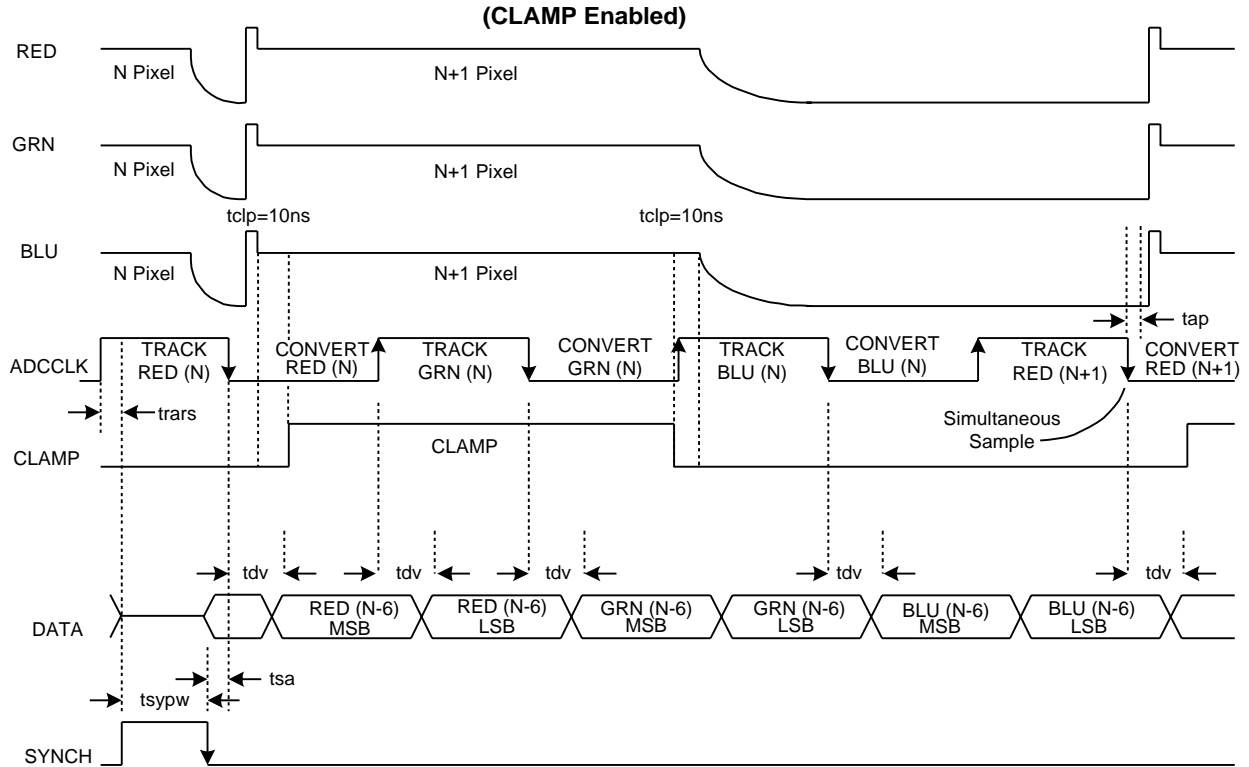 (CLAMP Enabled)
RED
N Pixel
N+1 Pixel
GRN
N Pixel
N+1 Pixel
tclp=10ns
tclp=10ns
BLU
N Pixel
N+1 Pixel
tap
ADCCLK
TRACK
RED (N)
CONVERT
RED (N)
TRACK
GRN (N)
CONVERT
GRN (N)
TRACK
BLU (N)
CONVERT
BLU (N)
TRACK
RED (N+1)
CONVERT
RED (N+1)
trars
Simultaneous
Sample
CLAMP
CLAMP
tdv
tdv
tdv
tdv
tdv
DATA
RED (N-6)
MSB
RED (N-6)
LSB
GRN (N-6)
MSB
GRN (N-6)
LSB
BLU (N-6)
MSB
BLU (N-6)
LSB
tsa
tsypw
SYNCH